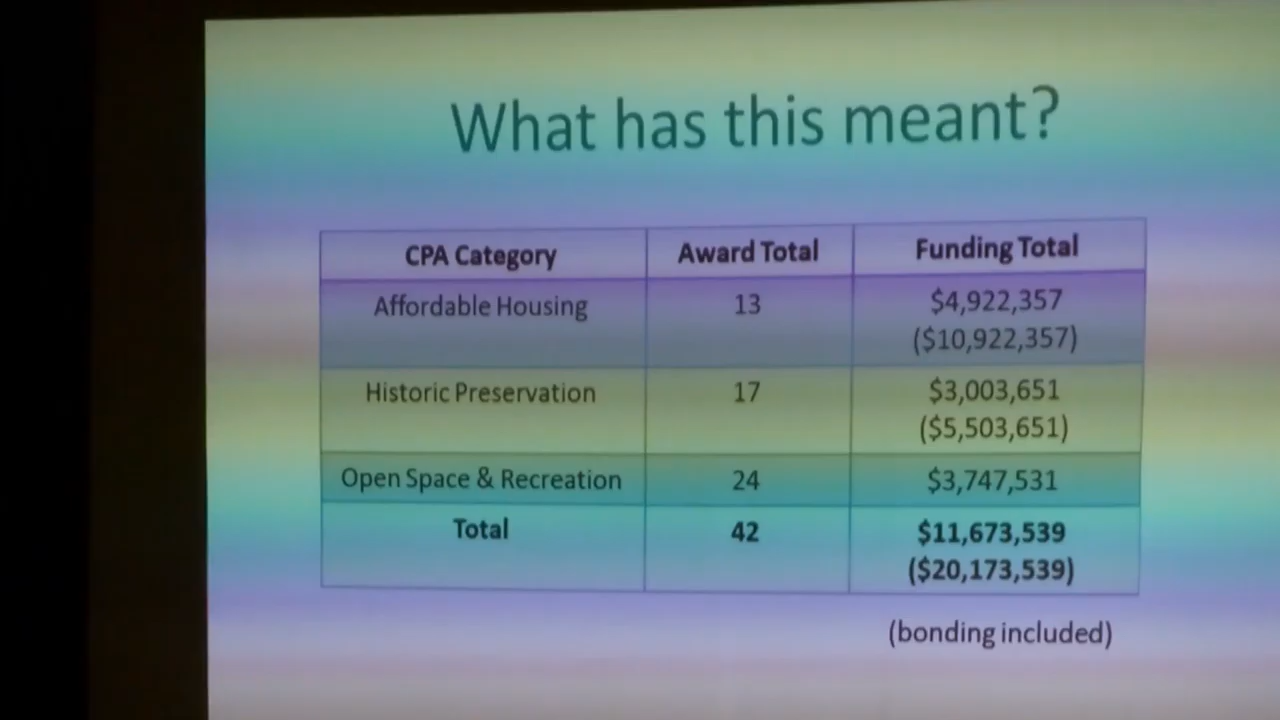 What has this meant?
CPA Category Award Total Funding Total
Affordable Housing 13 $4,922,357
($10,922,357)
Historic Preservation 17 $3,003,651
($5,503,651)
Open Space & Recreation 24 $3,747,531
Total 42 $11,673,539
($20,173,539)
(bonding included)